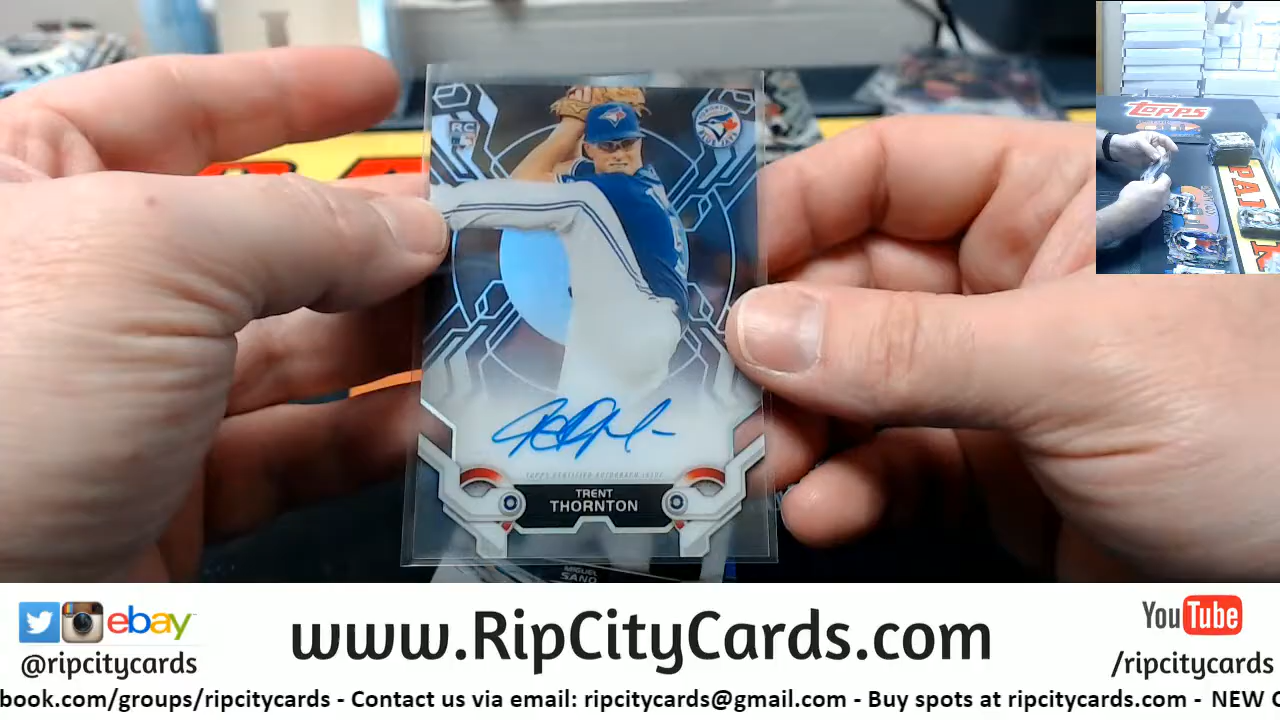 RC
TOPPS CERTIFIED AUTOGRAPH ISSUE
TRENT
THORNTON
MIGUEL
SANO
TOPPS
ebay
@ripcitycards
www.RipCityCards.com
YouTube
/ripcitycards
book.com/groups/ripcitycards - Contact us via email: ripcitycards@gmail.com - Buy spots at ripcitycards.com - NEW